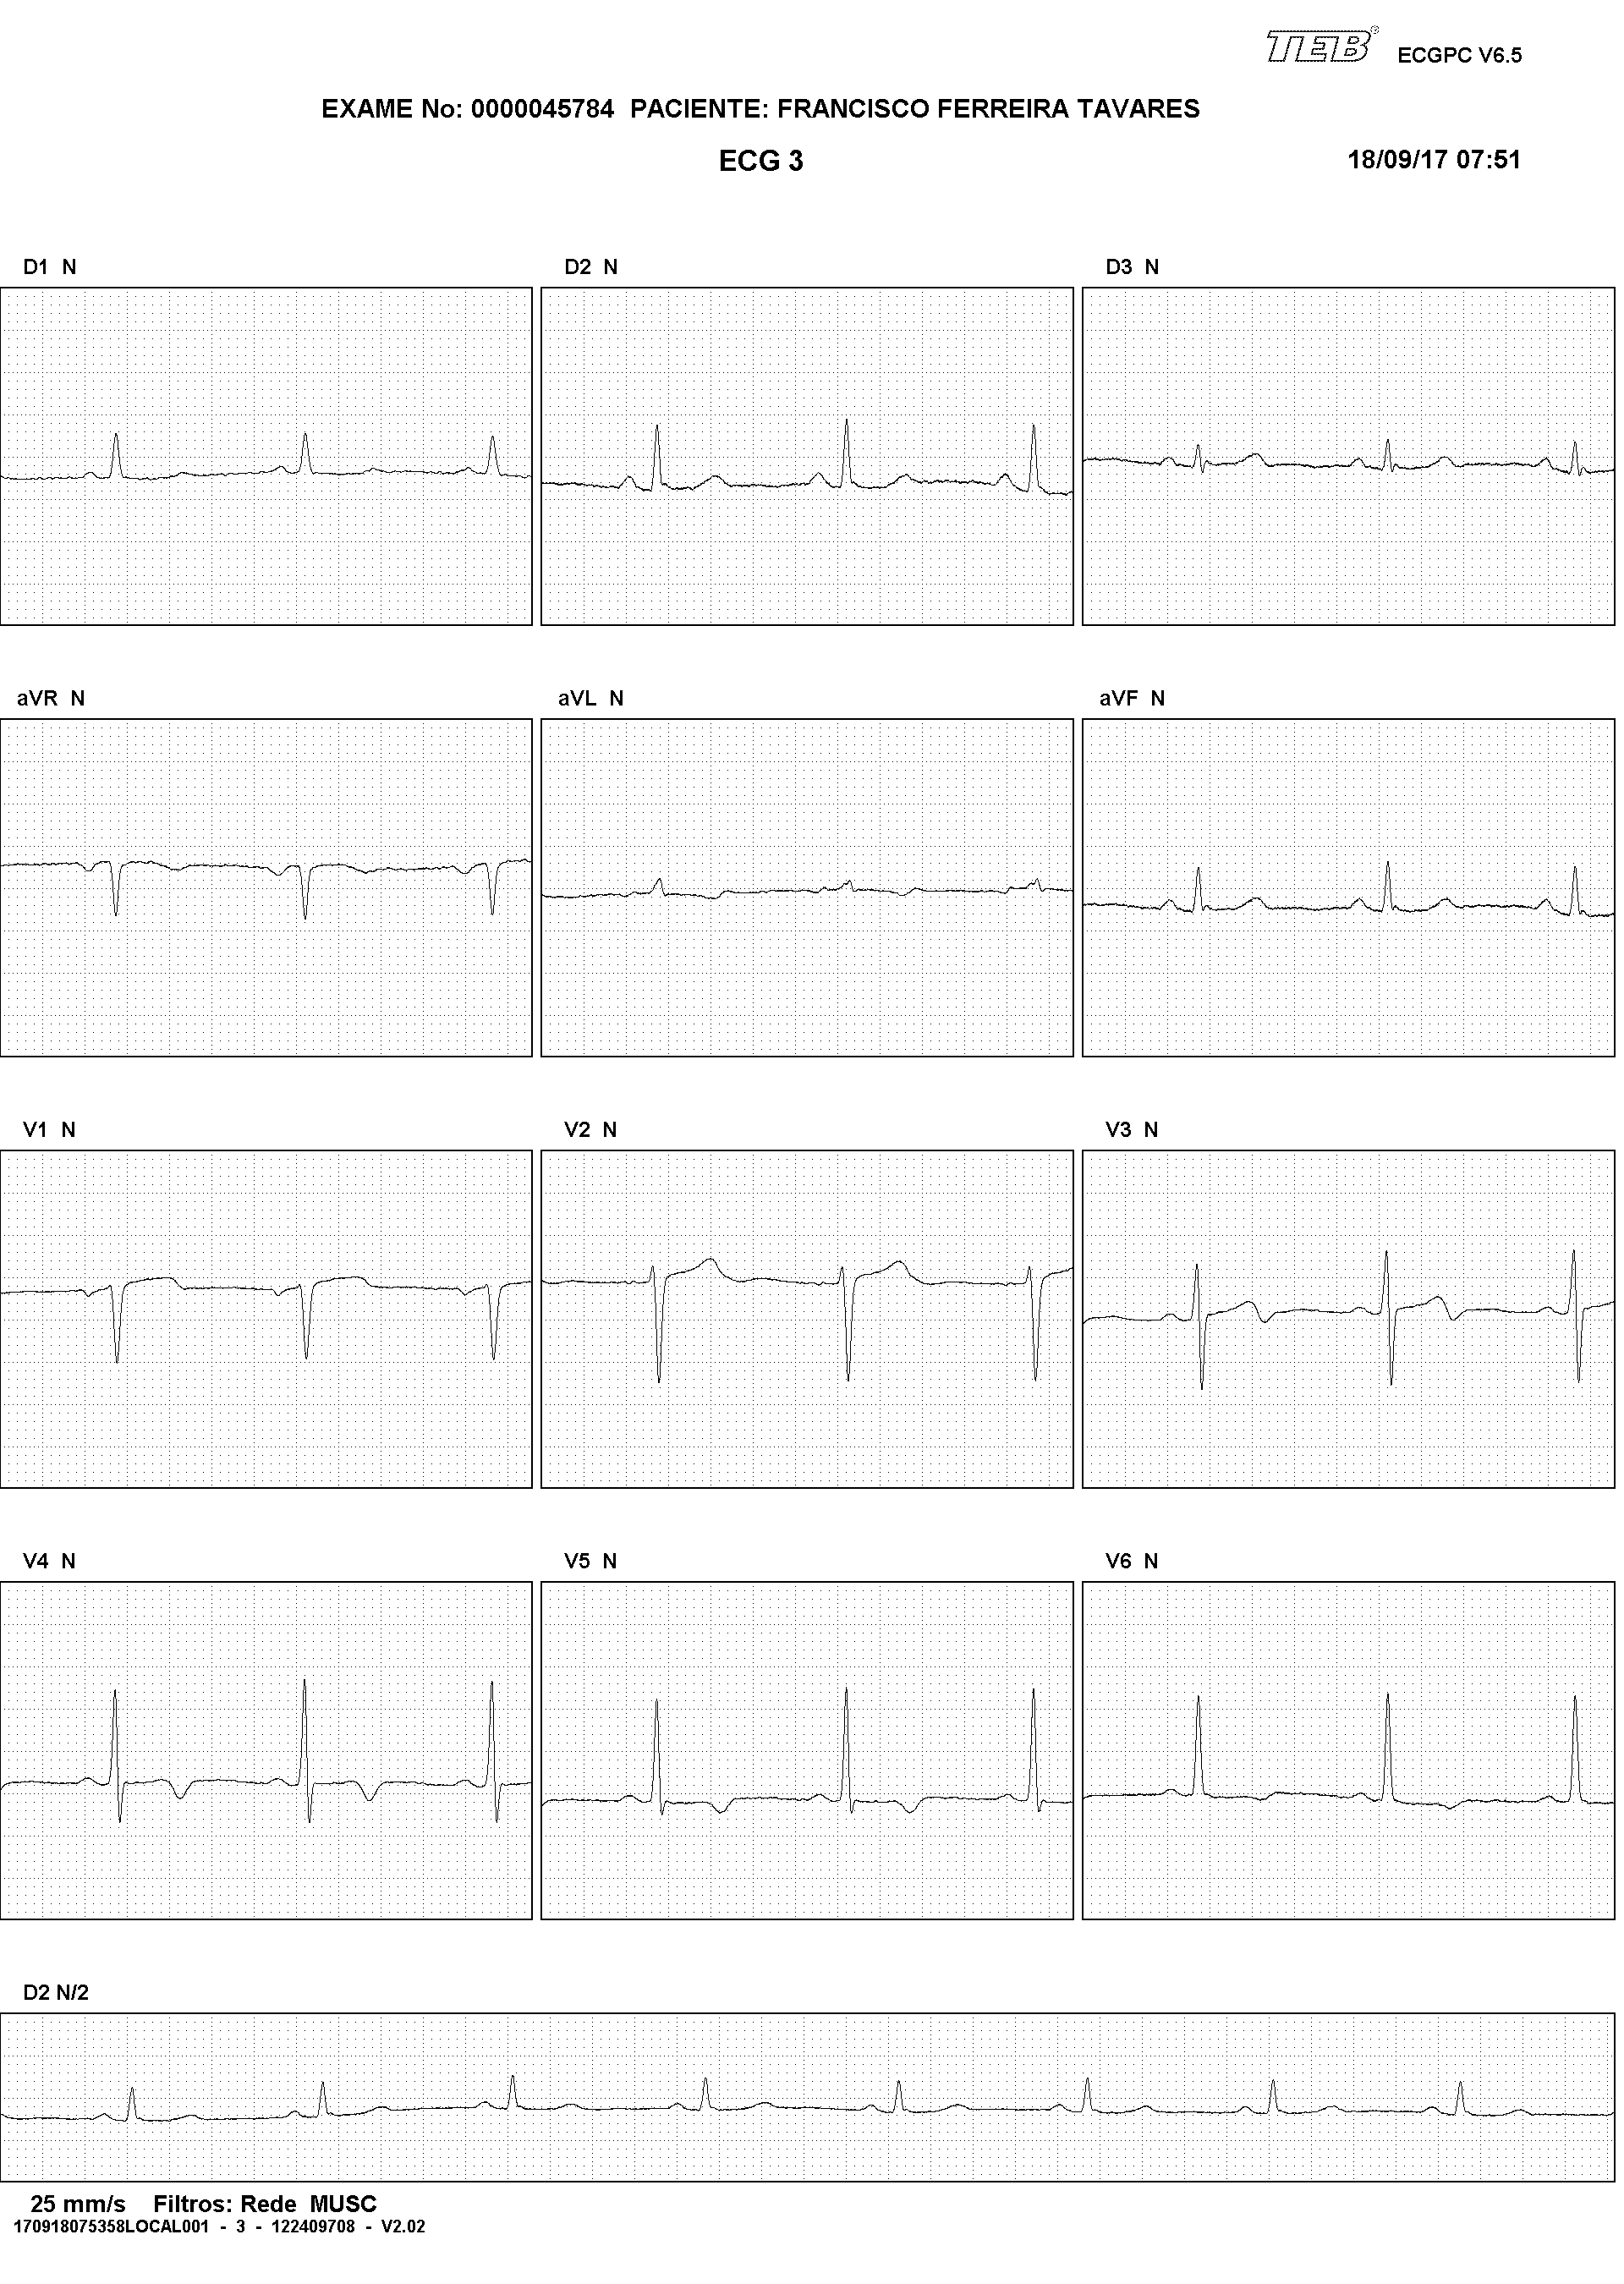 TEB® ECGPC V6.5
EXAME No: 0000045784 PACIENTE: FRANCISCO FERREIRA TAVARES
ECG 3 18/09/17 07:51
D1 N D2 N D3 N
aVR N aVL N aVF N
V1 N V2 N V3 N
V4 N V5 N V6 N
D2 N/2
25 mm/s Filtros: Rede MUSC
170918075358LOCAL001 - 3 - 122409708 - V2.02